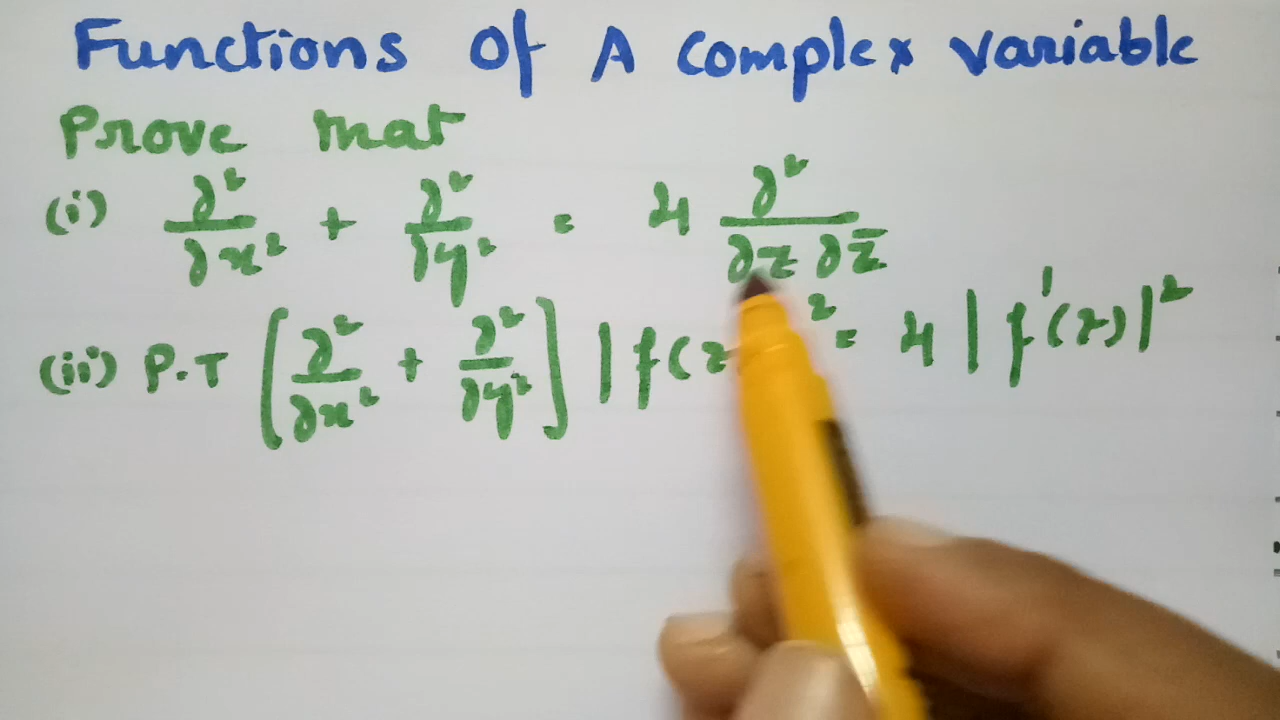 Functions Of A complex variable
Prove that
(i) ∂²/∂x² + ∂²/∂y² = 4 ∂²/∂z ∂z̅
(ii) P.T [∂²/∂x² + ∂²/∂y²] |f(z ² = 4 |f'(z)|²